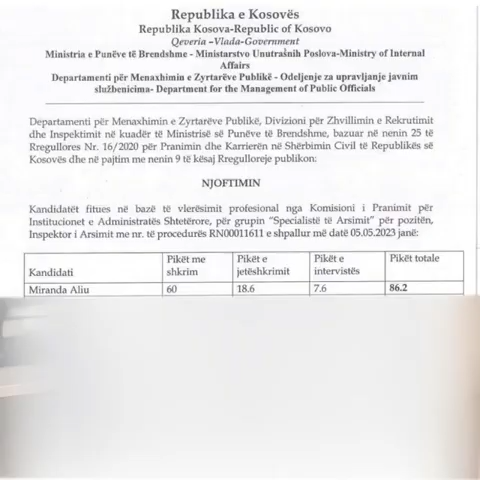 Republika e Kosovës
Republika Kosova-Republic of Kosovo
Qeveria –Vlada-Government
Ministria e Punëve të Brendshme - Ministarstvo Unutrašnih Poslova-Ministry of Internal
Affairs
Departamenti për Menaxhimin e Zyrtarëve Publikë - Odeljenje za upravljanje javnim
službenicima- Department for the Management of Public Officials
Departamenti për Menaxhimin e Zyrtarëve Publikë, Divizioni për Zhvillimin e Rekrutimit
dhe Inspektimit në kuadër të Ministrisë së Punëve të Brendshme, bazuar në nenin 25 të
Rregullores Nr. 16/2020 për Pranimin dhe Karrierën në Shërbimin Civil të Republikës së
Kosovës dhe në pajtim me nenin 9 të kësaj Rregulloreje publikon:
NJOFTIMIN
Kandidatët fitues në bazë të vlerësimit profesional nga Komisioni i Pranimit për
Institucionet e Administratës Shtetërore, për grupin "Specialistë të Arsimit" për pozitën,
Inspektor i Arsimit me nr. të procedurës RN00011611 e shpallur më datë 05.05.2023 janë:
Kandidati Pikët me shkrim Pikët e jetëshkrimit Pikët e intervistës Pikët totale
Miranda Aliu 60 18.6 7.6 86.2